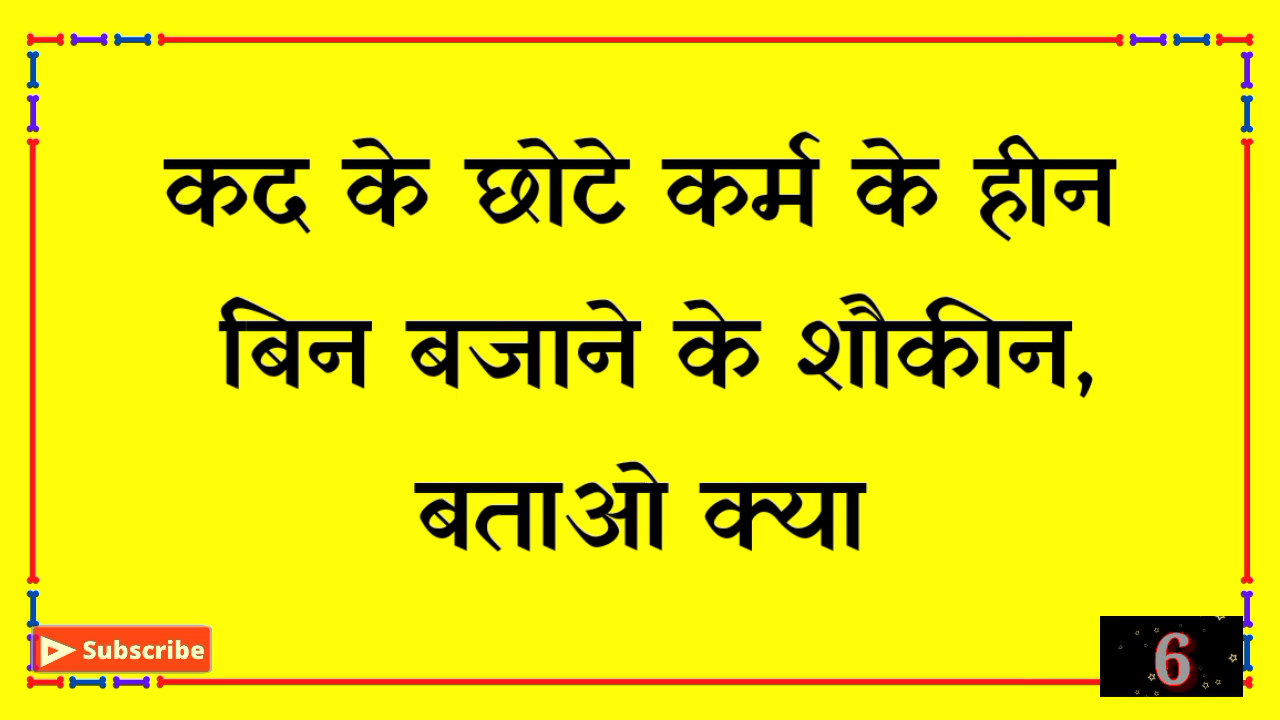 कद के छोटे कर्म के हीन
बिन बजाने के शौकीन,
बताओ क्या
Subscribe
6